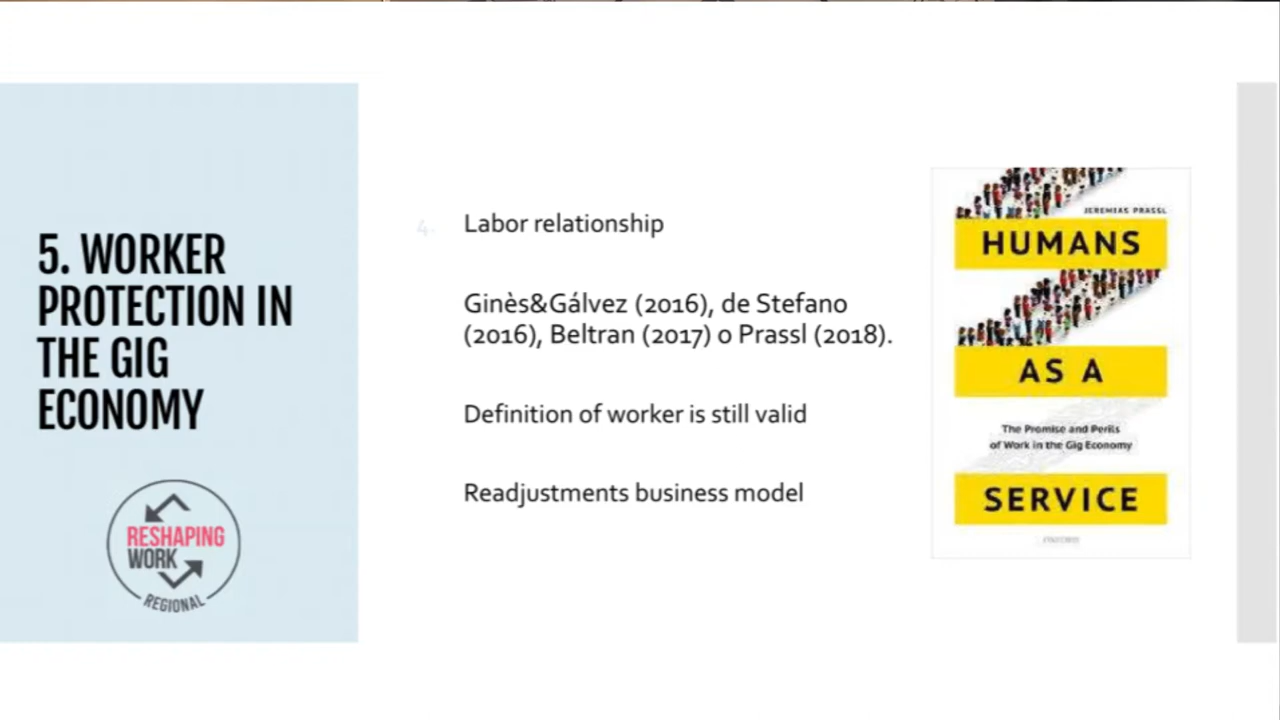 5. WORKER
PROTECTION IN
THE GIG
ECONOMY
RESHAPING
WORK
REGIONAL
4. Labor relationship
Ginès&Gálvez (2016), de Stefano
(2016), Beltran (2017) o Prassl (2018).
Definition of worker is still valid
Readjustments business model
JEREMIAS PRASSL
HUMANS
AS A
The Promise and Perils
of Work in the Gig Economy
SERVICE